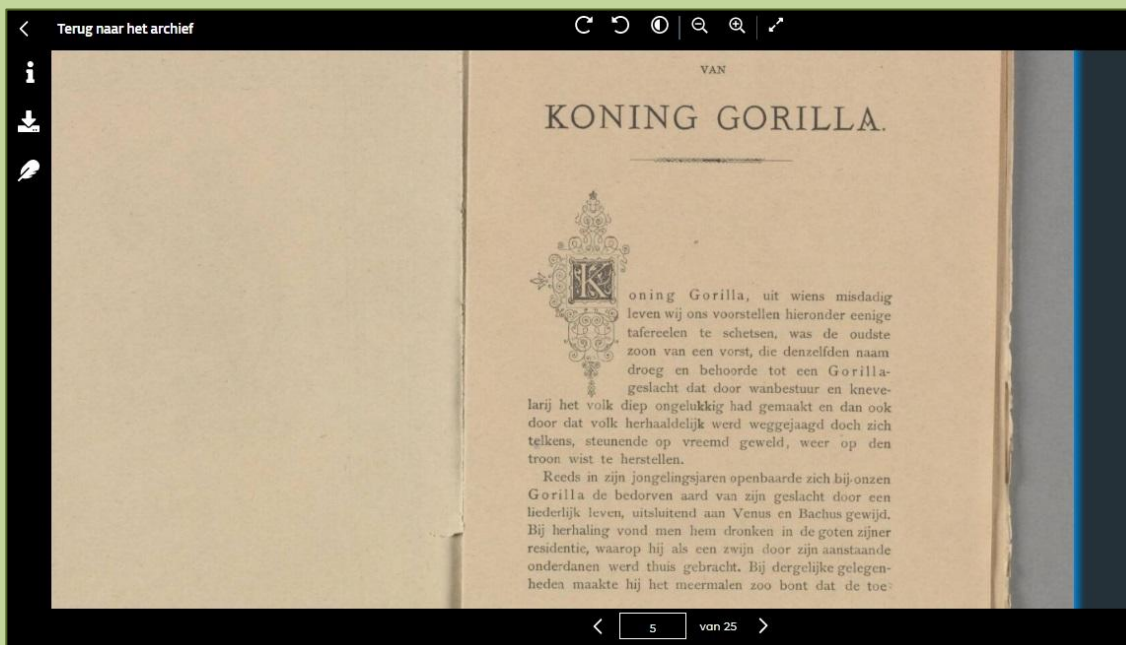 Terug naar het archief
VAN
KONING GORILLA.
Koning Gorilla, uit wiens misdadig
leven wij ons voorstellen hieronder eenige
tafereelen te schetsen, was de oudste
zoon van een vorst, die denzelfden naam
droeg en behoorde tot een Gorilla-
geslacht dat door wanbestuur en kneve-
larij het volk diep ongelukkig had gemaakt en dan ook
door dat volk herhaaldelijk werd weggejaagd doch zich
telkens, steunende op vreemd geweld, weer op den
troon wist te herstellen.
Reeds in zijn jongelingsjaren openbaarde zich bij onzen
Gorilla de bedorven aard van zijn geslacht door een
liederlijk leven, uitsluitend aan Venus en Bachus gewijd.
Bij herhaling vond men hem dronken in de goten zijner
residentie, waarop hij als een zwijn door zijn aanstaande
onderdanen werd thuis gebracht. Bij dergelijke gelegen-
heden maakte hij het meermalen zoo bont dat de toe-
5 van 25